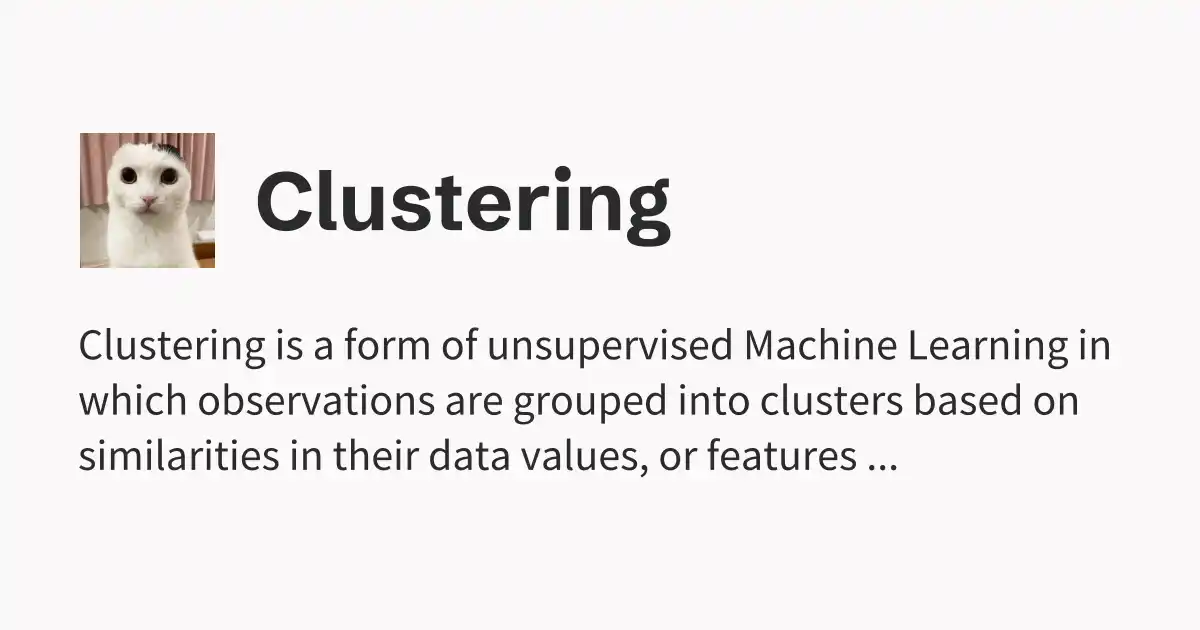 Clustering
Clustering is a form of unsupervised Machine Learning in
which observations are grouped into clusters based on
similarities in their data values, or features ...